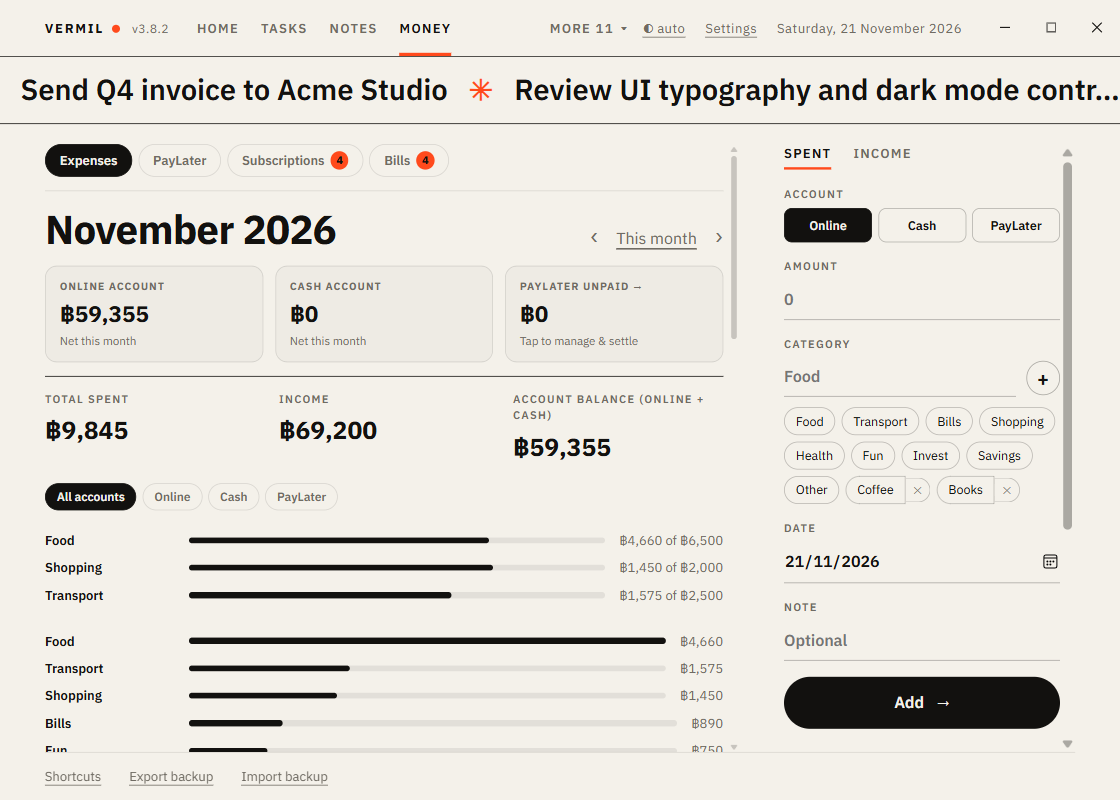 VERMIL v3.8.2 HOME TASKS NOTES MONEY MORE 11 auto Settings Saturday, 21 November 2026
Send Q4 invoice to Acme Studio ✳ Review UI typography and dark mode contr...
Expenses PayLater Subscriptions 4 Bills 4
November 2026
‹ This month ›
ONLINE ACCOUNT
฿59,355
Net this month
CASH ACCOUNT
฿0
Net this month
PAYLATER UNPAID →
฿0
Tap to manage & settle
TOTAL SPENT
฿9,845
INCOME
฿69,200
ACCOUNT BALANCE (ONLINE +
CASH)
฿59,355
All accounts Online Cash PayLater
Food ฿4,660 of ฿6,500
Shopping ฿1,450 of ฿2,000
Transport ฿1,575 of ฿2,500
Food ฿4,660
Transport ฿1,575
Shopping ฿1,450
Bills ฿890
Fun ฿750
SPENT INCOME
ACCOUNT
Online Cash PayLater
AMOUNT
0
CATEGORY
Food +
Food Transport Bills Shopping
Health Fun Invest Savings
Other Coffee × Books ×
DATE
21/11/2026
NOTE
Optional
Add →
Shortcuts Export backup Import backup